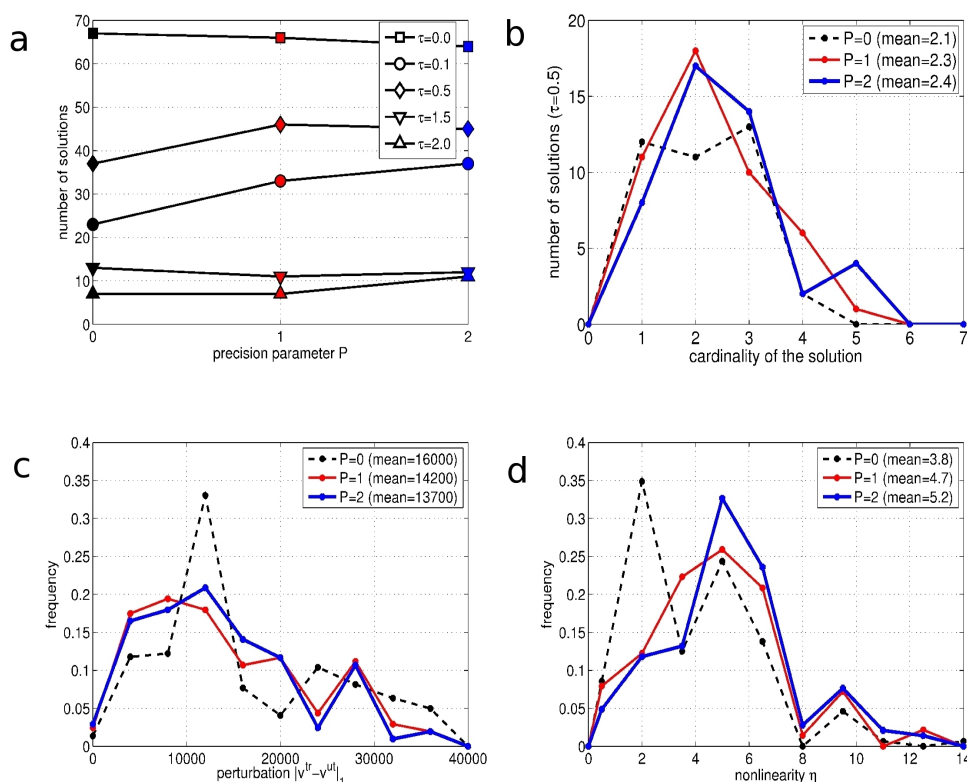 a
70
60
50
40
30
20
10
0
number of solutions
0
1
2
precision parameter P
τ=0.0
τ=0.1
τ=0.5
τ=1.5
τ=2.0
b
20
15
10
5
0
number of solutions (τ=0.5)
0 1 2 3 4 5 6 7
cardinality of the solution
P=0 (mean=2.1)
P=1 (mean=2.3)
P=2 (mean=2.4)
c
0.4
0.35
0.3
0.25
0.2
0.15
0.1
0.05
0
frequency
0 10000 20000 30000 40000
perturbation |v^tr−v^ut|_1
P=0 (mean=16000)
P=1 (mean=14200)
P=2 (mean=13700)
d
0.4
0.35
0.3
0.25
0.2
0.15
0.1
0.05
0
frequency
0 2 4 6 8 10 12 14
nonlinearity η
P=0 (mean=3.8)
P=1 (mean=4.7)
P=2 (mean=5.2)